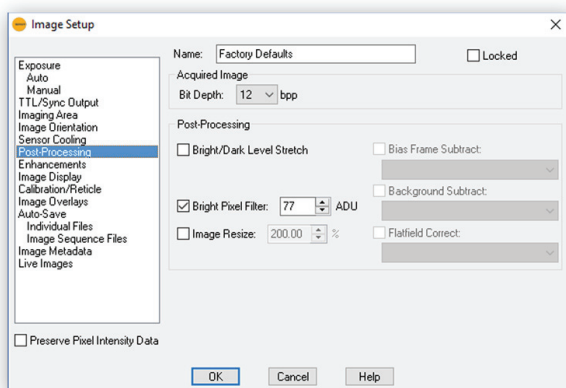 Image Setup
Name: Factory Defaults
Locked
Exposure
Auto
Manual
TTL/Sync Output
Imaging Area
Image Orientation
Sensor Cooling
Post-Processing
Enhancements
Image Display
Calibration/Reticle
Image Overlays
Auto-Save
Individual Files
Image Sequence Files
Image Metadata
Live Images
Preserve Pixel Intensity Data
Acquired Image
Bit Depth: 12 bpp
Post-Processing
Bright/Dark Level Stretch
Bias Frame Subtract:
Background Subtract:
Bright Pixel Filter: 77 ADU
Image Resize: 200.00 %
Flatfield Correct:
OK Cancel Help